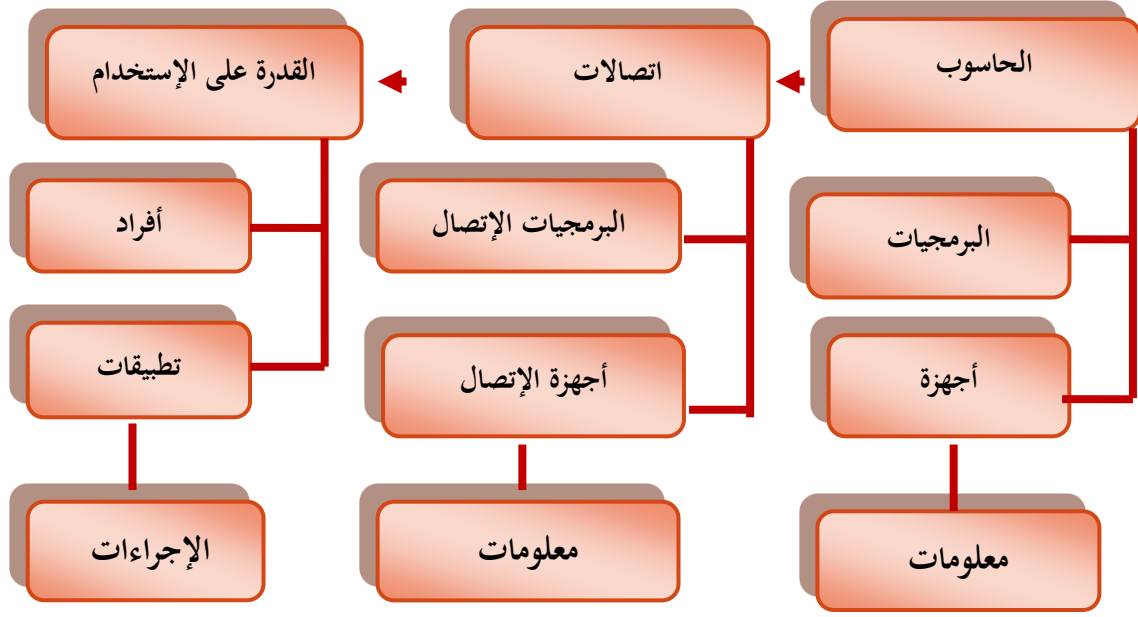 الحاسوب
اتصالات
القدرة على الإستخدام
البرمجيات
البرمجيات الإتصال
أفراد
أجهزة
أجهزة الإتصال
تطبيقات
معلومات
معلومات
الإجراءات